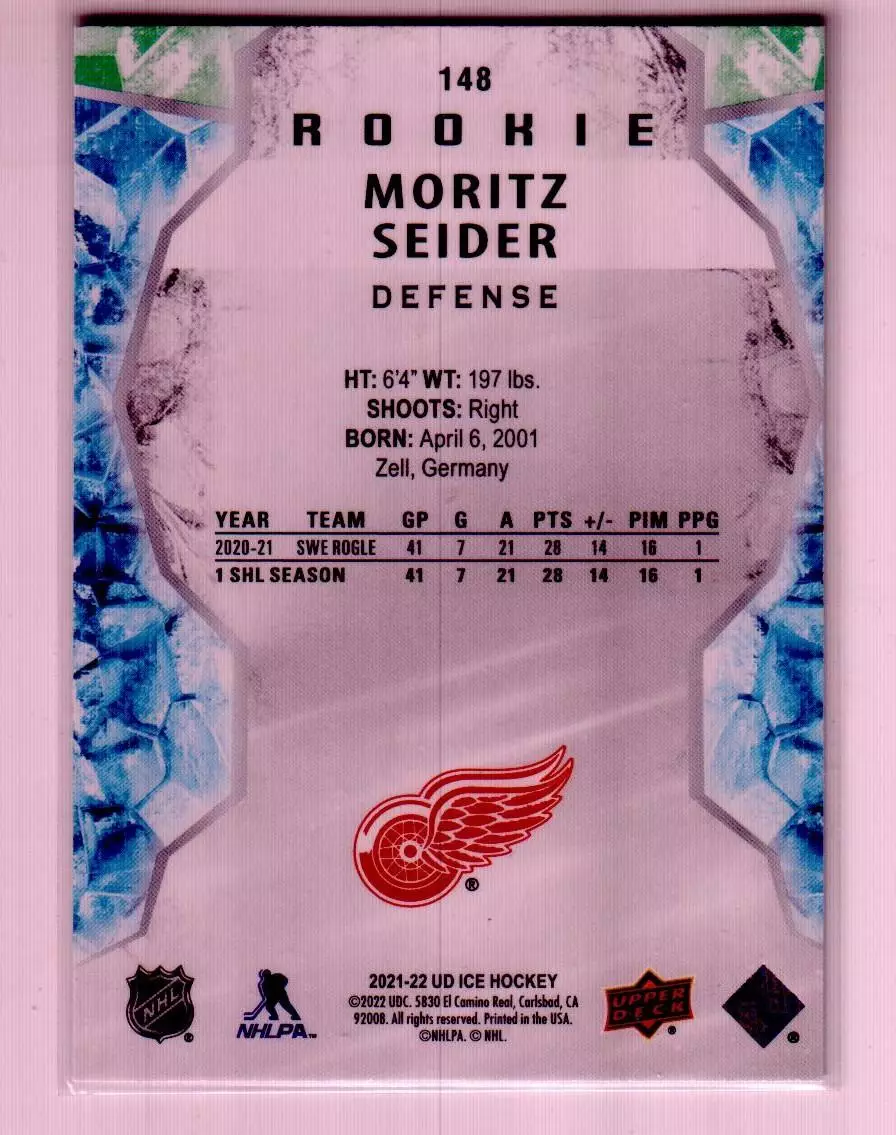 148
ROOKIE
MORITZ
SEIDER
DEFENSE
HT: 6'4" WT: 197 lbs.
SHOOTS: Right
BORN: April 6, 2001
Zell, Germany
YEAR TEAM GP G A PTS +/- PIM PPG
2020-21 SWE ROGLE 41 7 21 28 14 16 1
1 SHL SEASON 41 7 21 28 14 16 1
®
NHL ®
NHLPA™
2021-22 UD ICE HOCKEY
©2022 UDC. 5830 El Camino Real, Carlsbad, CA
92008. All rights reserved. Printed in the USA.
©NHLPA. © NHL.
UPPER
DECK ®
®